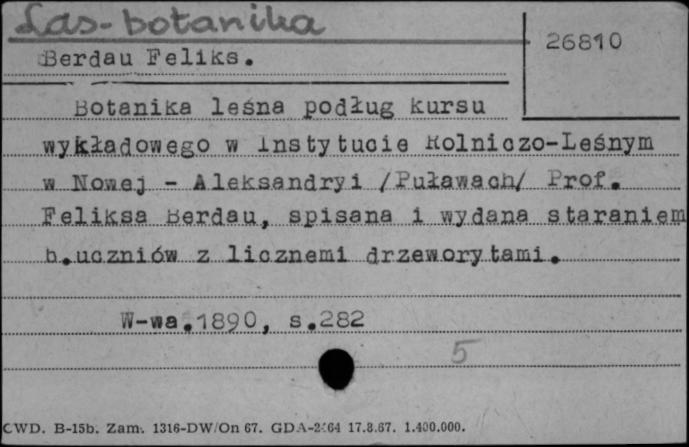 Las-botanika
26810
Berdau Feliks.
Botanika leśna podług kursu
wykładowego w Instytucie Rolniczo-Leśnym
w Nowej - Aleksandryi /Puławach/ Prof.
Feliksa Berdau, spisana i wydana staraniem
b.uczniów z licznemi drzeworytami.
W-wa.1890, s.282
5
CWD. B-15b. Zam. 1316-DW/On 67. 17.8.67. 1.400.000.